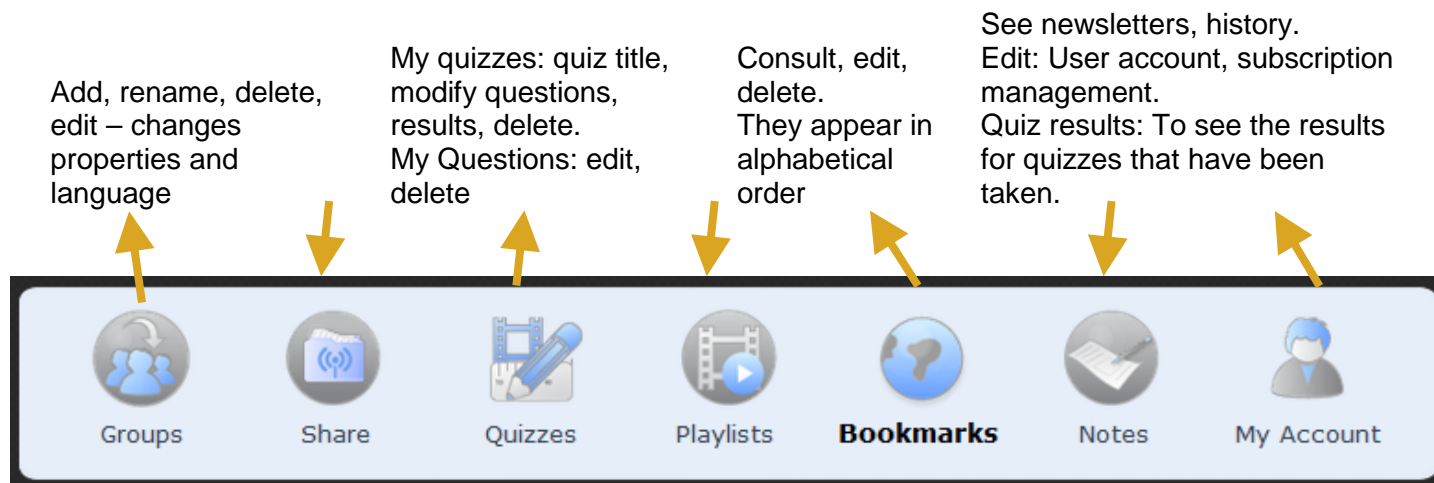 Add, rename, delete,
edit – changes
properties and
language
My quizzes: quiz title,
modify questions,
results, delete.
My Questions: edit,
delete
Consult, edit,
delete.
They appear in
alphabetical
order
See newsletters, history.
Edit: User account, subscription
management.
Quiz results: To see the results
for quizzes that have been
taken.
Groups
Share
Quizzes
Playlists
Bookmarks
Notes
My Account